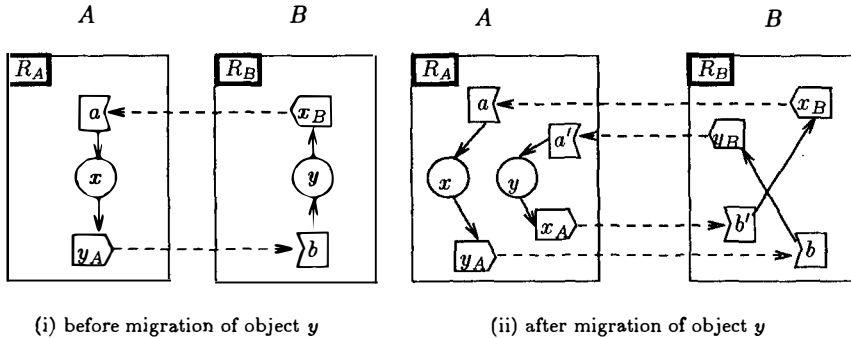 A B A B
R_A R_B R_A R_B
a x_B a x_B
a' y_B
x y x y
x_A b'
y_A b y_A b
(i) before migration of object y (ii) after migration of object y